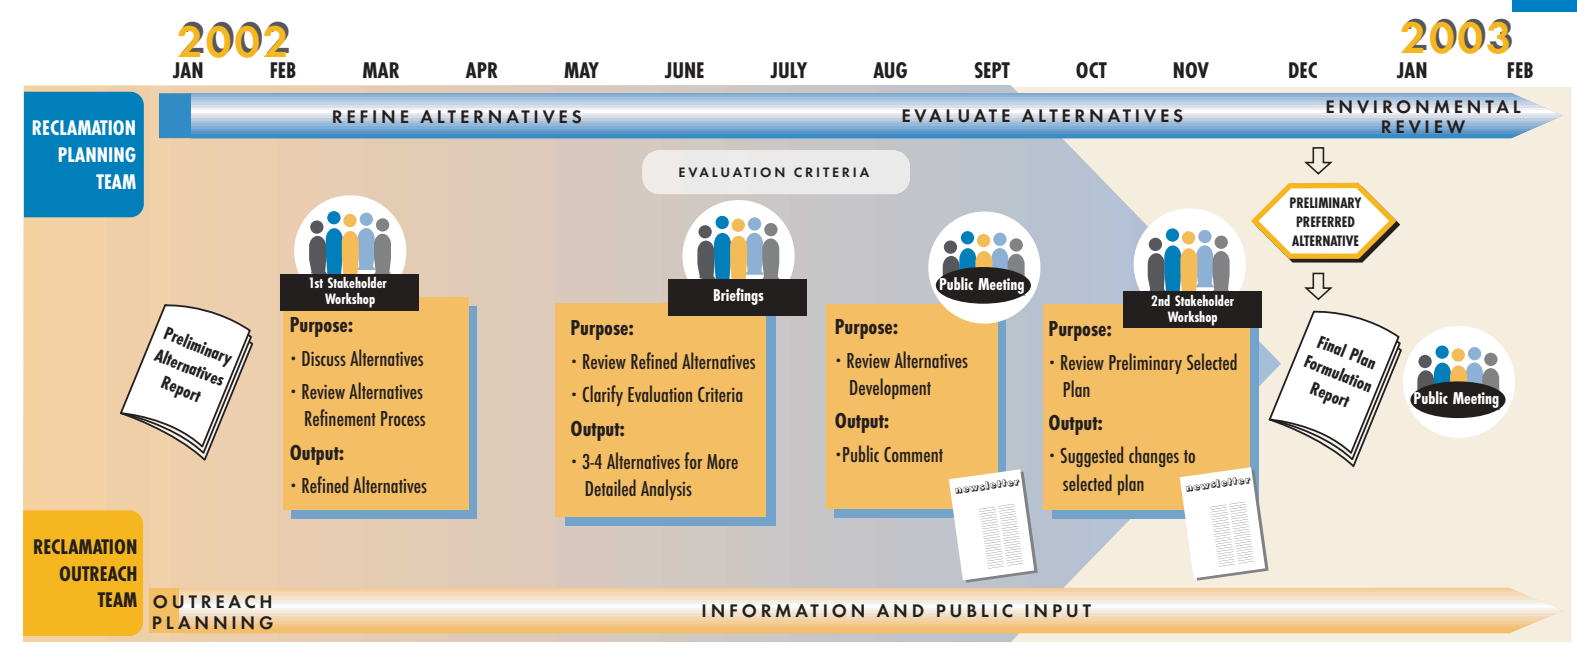 2002
2003
JAN FEB MAR APR MAY JUNE JULY AUG SEPT OCT NOV DEC JAN FEB
RECLAMATION
PLANNING
TEAM
REFINE ALTERNATIVES
EVALUATE ALTERNATIVES
ENVIRONMENTAL
REVIEW
EVALUATION CRITERIA
Preliminary
Alternatives
Report
1st Stakeholder
Workshop
Purpose:
· Discuss Alternatives
· Review Alternatives
Refinement Process
Output:
· Refined Alternatives
Briefings
Purpose:
· Review Refined Alternatives
· Clarify Evaluation Criteria
Output:
· 3-4 Alternatives for More
Detailed Analysis
Public Meeting
Purpose:
· Review Alternatives
Development
Output:
·Public Comment
newsletter
2nd Stakeholder
Workshop
Purpose:
· Review Preliminary Selected
Plan
Output:
· Suggested changes to
selected plan
newsletter
PRELIMINARY
PREFERRED
ALTERNATIVE
Final Plan
Formulation
Report
Public Meeting
RECLAMATION
OUTREACH
TEAM
OUTREACH
PLANNING
INFORMATION AND PUBLIC INPUT